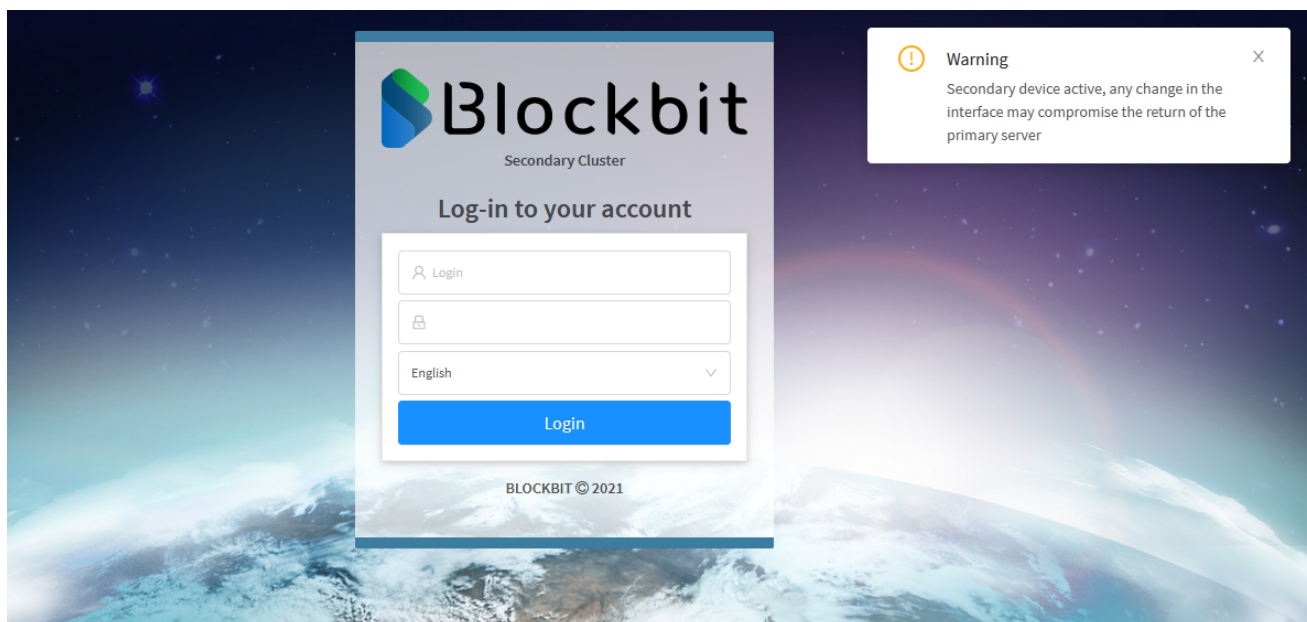 Blockbit
Secondary Cluster
Log-in to your account
Login
English
Login
BLOCKBIT © 2021
Warning
Secondary device active, any change in the
interface may compromise the return of the
primary server